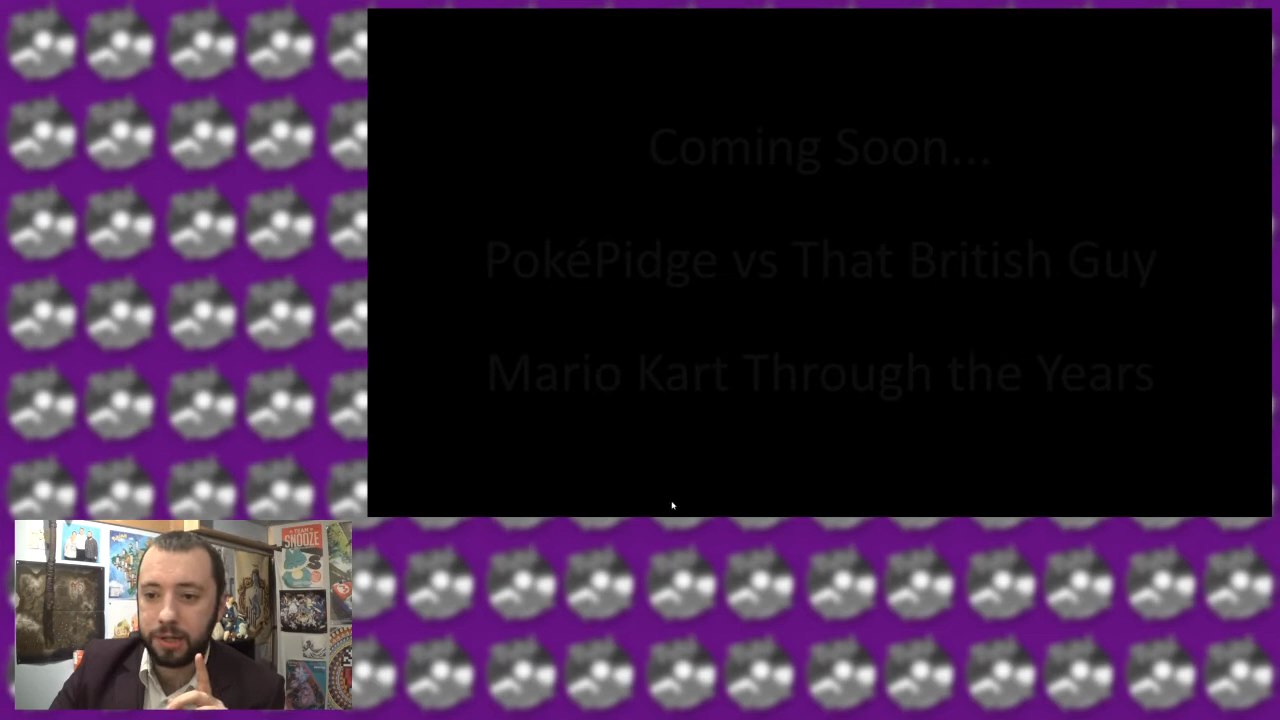 Coming Soon...
PokéPidge vs That British Guy
Mario Kart Through the Years
TEAM
SNOOZE